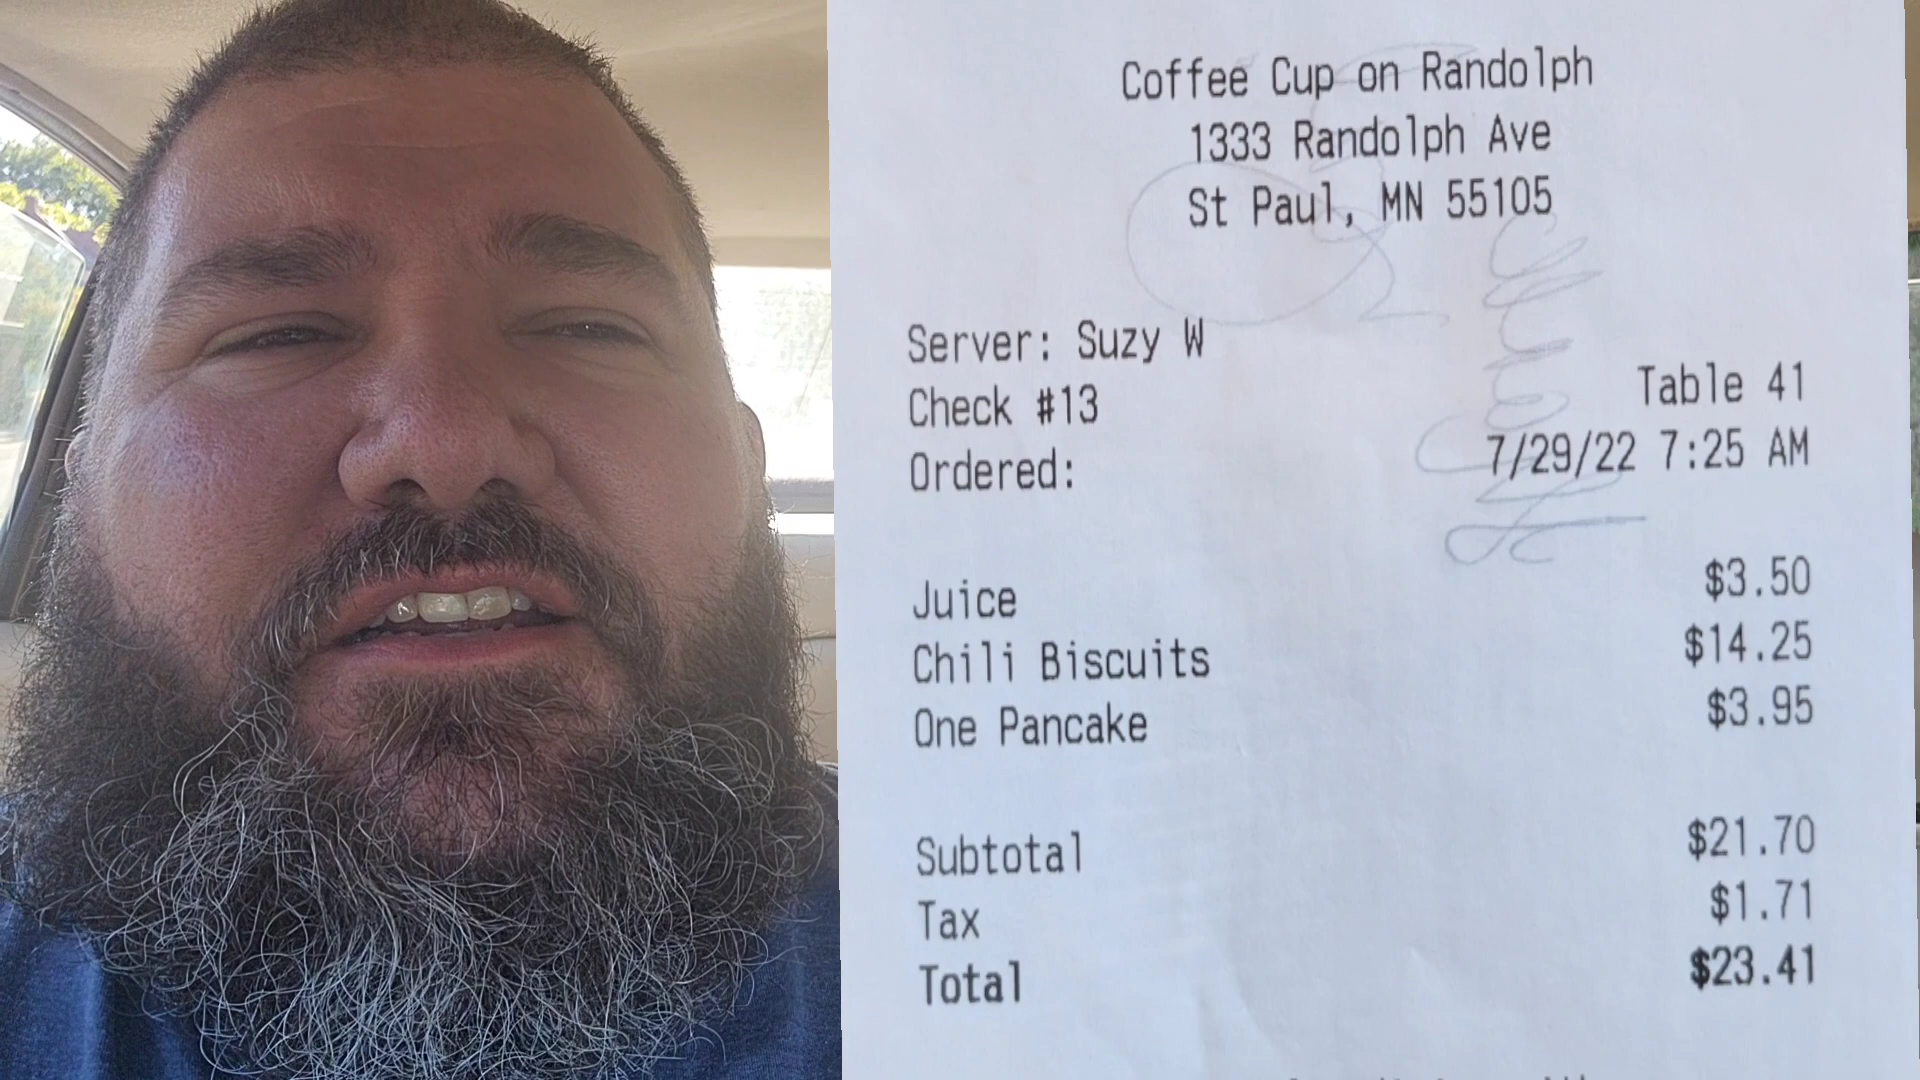 Coffee Cup on Randolph
1333 Randolph Ave
St Paul, MN 55105
Server: Suzy W
Check #13 Table 41
Ordered: 7/29/22 7:25 AM
Juice $3.50
Chili Biscuits $14.25
One Pancake $3.95
Subtotal $21.70
Tax $1.71
Total $23.41